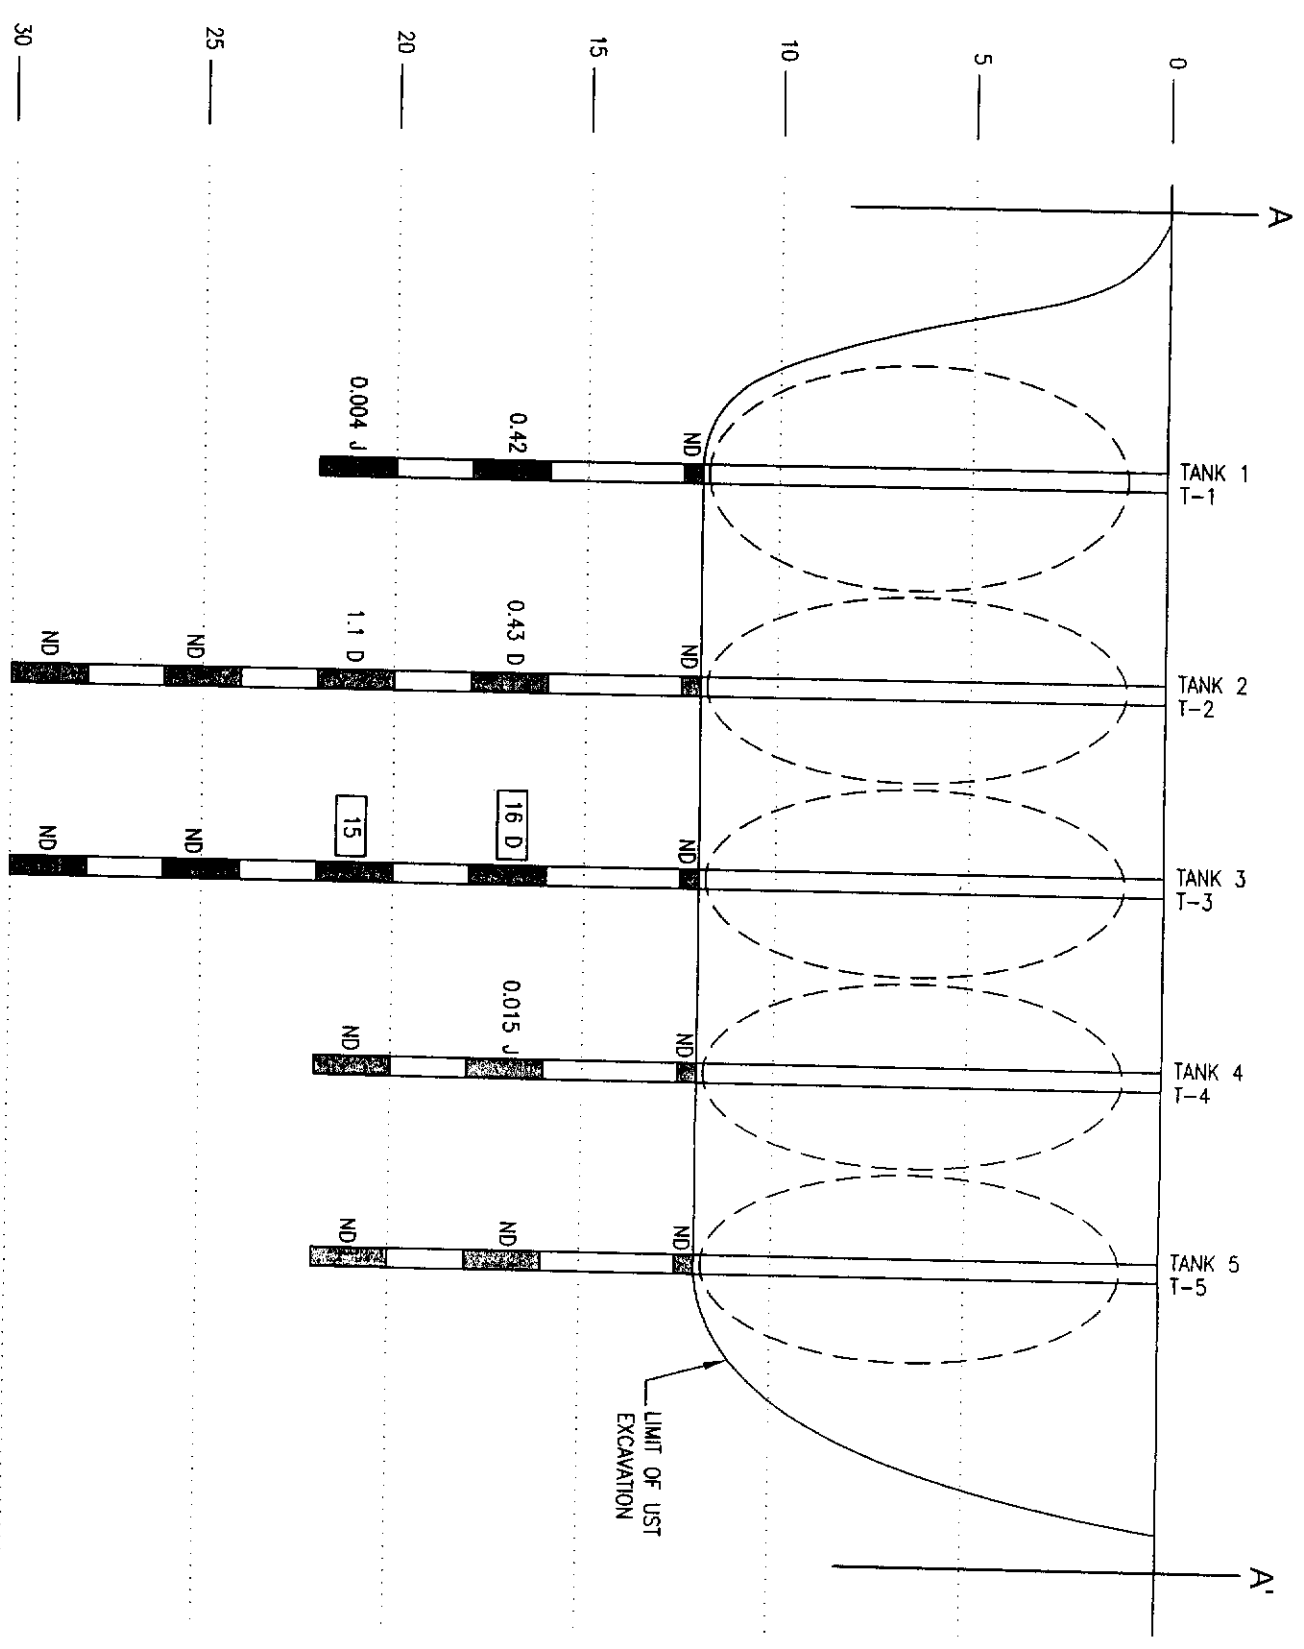 A
A'
0
5
10
15
20
25
30
TANK 1
T-1
TANK 2
T-2
TANK 3
T-3
TANK 4
T-4
TANK 5
T-5
ND
0.42
0.004 J
ND
0.43 D
1.1 D
ND
ND
ND
16 D
15
ND
ND
ND
0.015 J
ND
ND
ND
ND
LIMIT OF UST
EXCAVATION